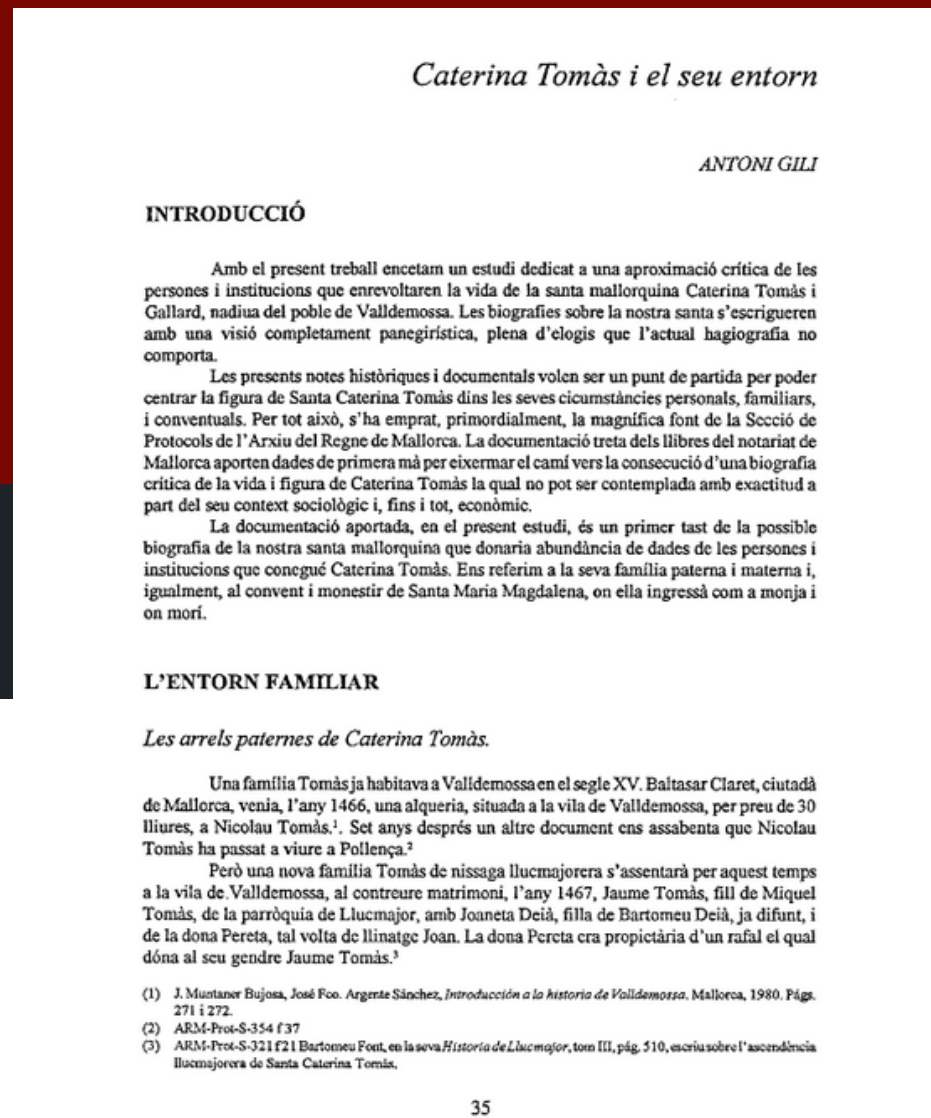 Caterina Tomàs i el seu entorn
ANTONI GILI
INTRODUCCIÓ
Amb el present treball encetam un estudi dedicat a una aproximació crítica de les
persones i institucions que enrevoltaren la vida de la santa mallorquina Caterina Tomàs i
Gallard, nadiua del poble de Valldemossa. Les biografies sobre la nostra santa s'escrigueren
amb una visió completament panegirística, plena d'elogis que l'actual hagiografia no
comporta.
Les presents notes històriques i documentals volen ser un punt de partida per poder
centrar la figura de Santa Caterina Tomàs dins les seves cicumstàncies personals, familiars,
i conventuals. Per tot això, s'ha emprat, primordialment, la magnífica font de la Secció de
Protocols de l'Arxiu del Regne de Mallorca. La documentació treta dels llibres del notariat de
Mallorca aporten dades de primera mà per eixermar el camí vers la consecució d'una biografia
crítica de la vida i figura de Caterina Tomàs la qual no pot ser contemplada amb exactitud a
part del seu context sociològic i, fins i tot, econòmic.
La documentació aportada, en el present estudi, és un primer tast de la possible
biografia de la nostra santa mallorquina que donaria abundància de dades de les persones i
institucions que conegué Caterina Tomàs. Ens referim a la seva família paterna i materna i,
igualment, al convent i monestir de Santa Maria Magdalena, on ella ingressà com a monja i
on morí.
L'ENTORN FAMILIAR
Les arrels paternes de Caterina Tomàs.
Una família Tomàs ja habitava a Valldemossa en el segle XV. Baltasar Claret, ciutadà
de Mallorca, venia, l'any 1466, una alqueria, situada a la vila de Valldemossa, per preu de 30
lliures, a Nicolau Tomàs.¹. Set anys després un altre document ens assabenta que Nicolau
Tomàs ha passat a viure a Pollença.²
Però una nova família Tomàs de nissaga llucmajorera s'assentarà per aquest temps
a la vila de Valldemossa, al contreure matrimoni, l'any 1467, Jaume Tomàs, fill de Miquel
Tomàs, de la parròquia de Llucmajor, amb Joaneta Deià, filla de Bartomeu Deià, ja difunt, i
de la dona Pereta, tal volta de llinatge Joan. La dona Pereta era propictària d'un rafal el qual
dóna al seu gendre Jaume Tomàs.³
(1) J. Muntaner Bujosa, José Fco. Argente Sánchez, Introducción a la historia de Valldemossa. Mallorca, 1980. Págs.
271 i 272.
(2) ARM-Prot-S-354 f 37
(3) ARM-Prot-S-321 f 21 Bartomeu Font, en la seva Historia de Llucmajor, tom III, pág. 510, escriu sobre l'ascendència
llucmajorera de Santa Caterina Tomàs.
35